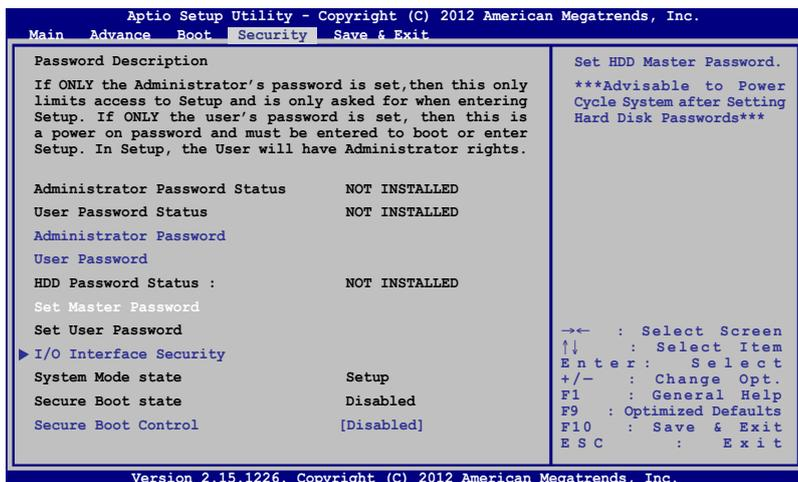 Aptio Setup Utility - Copyright (C) 2012 American Megatrends, Inc.
Main Advance Boot Security Save & Exit
Password Description
If ONLY the Administrator's password is set,then this only
limits access to Setup and is only asked for when entering
Setup. If ONLY the user's password is set, then this is
a power on password and must be entered to boot or enter
Setup. In Setup, the User will have Administrator rights.
Administrator Password Status NOT INSTALLED
User Password Status NOT INSTALLED
Administrator Password
User Password
HDD Password Status : NOT INSTALLED
Set Master Password
Set User Password
I/O Interface Security
System Mode state Setup
Secure Boot state Disabled
Secure Boot Control [Disabled]
Set HDD Master Password.
***Advisable to Power
Cycle System after Setting
Hard Disk Passwords***
→← : Select Screen
↑↓ : Select Item
Enter: Select
+/— : Change Opt.
F1 : General Help
F9 : Optimized Defaults
F10 : Save & Exit
ESC : Exit
Version 2.15.1226. Copyright (C) 2012 American Megatrends, Inc.